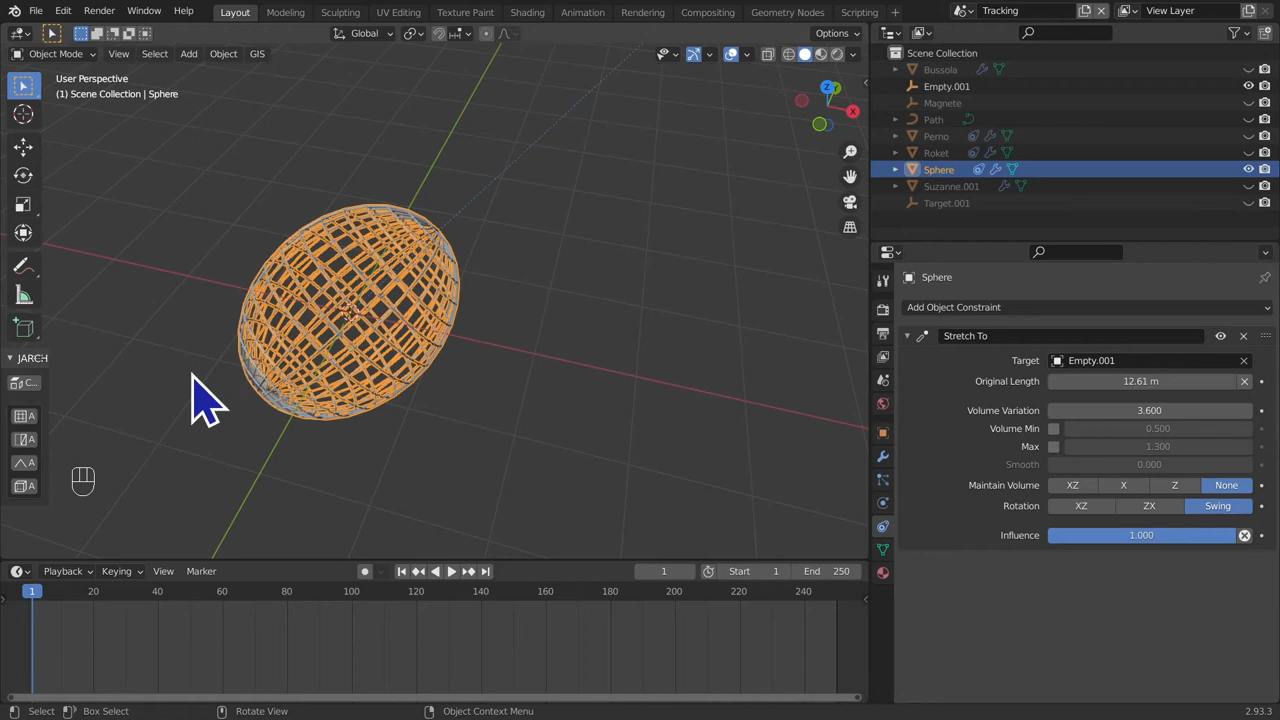 File Edit Render Window Help Layout Modeling Sculpting UV Editing Texture Paint Shading Animation Rendering Compositing Geometry Nodes Scripting Tracking View Layer
Global Options
Object Mode View Select Add Object GIS
User Perspective
(1) Scene Collection | Sphere
Z
Y
X
JARCH
C...
A
A
A
A
Scene Collection
Bussola
Empty.001
Magnete
Path
Perno
Roket
Sphere
Suzanne.001
Target.001
Sphere
Add Object Constraint
Stretch To
Target Empty.001
Original Length 12.61 m
Volume Variation 3.600
Volume Min 0.500
Max 1.300
Smooth 0.000
Maintain Volume XZ X Z None
Rotation XZ ZX Swing
Influence 1.000
Playback Keying View Marker 1 Start 1 End 250
1 20 40 60 80 100 120 140 160 180 200 220 240
Select Box Select Rotate View Object Context Menu 2.93.3